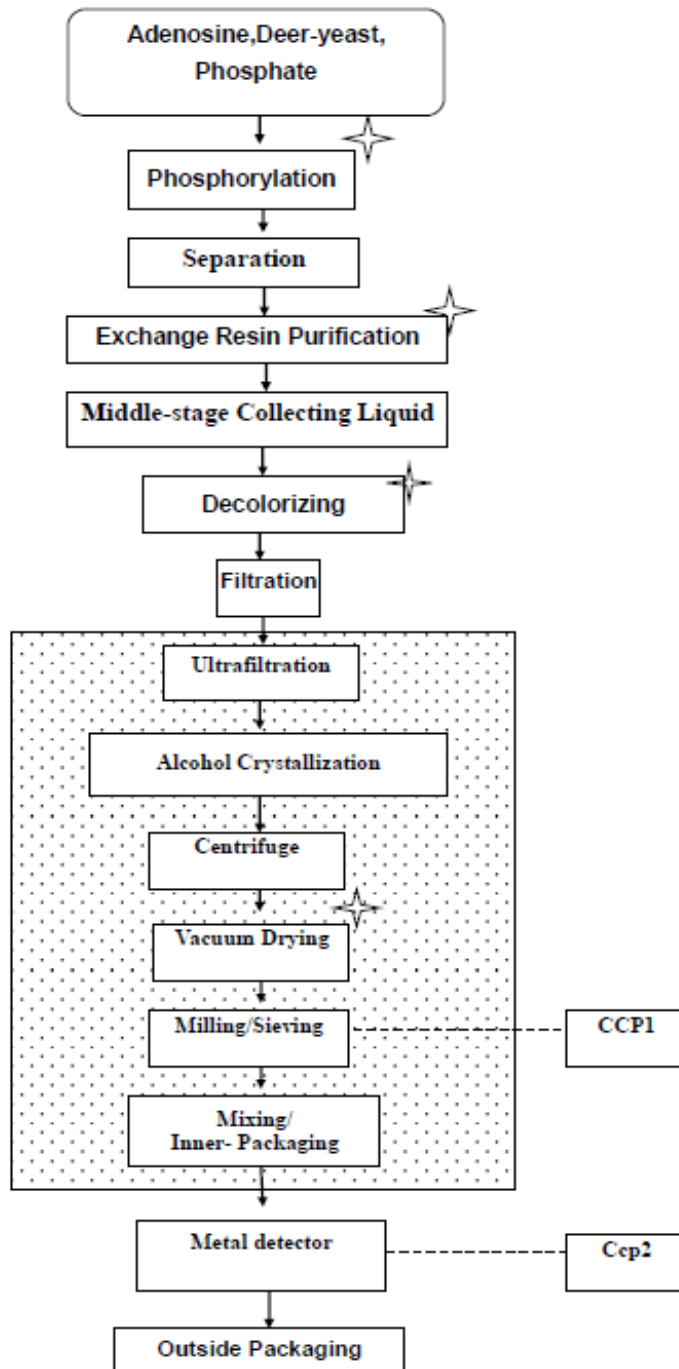 Adenosine,Deer-yeast,
Phosphate
Phosphorylation
Separation
Exchange Resin Purification
Middle-stage Collecting Liquid
Decolorizing
Filtration
Ultrafiltration
Alcohol Crystallization
Centrifuge
Vacuum Drying
Milling/Sieving
CCP1
Mixing/
Inner- Packaging
Metal detector
Ccp2
Outside Packaging